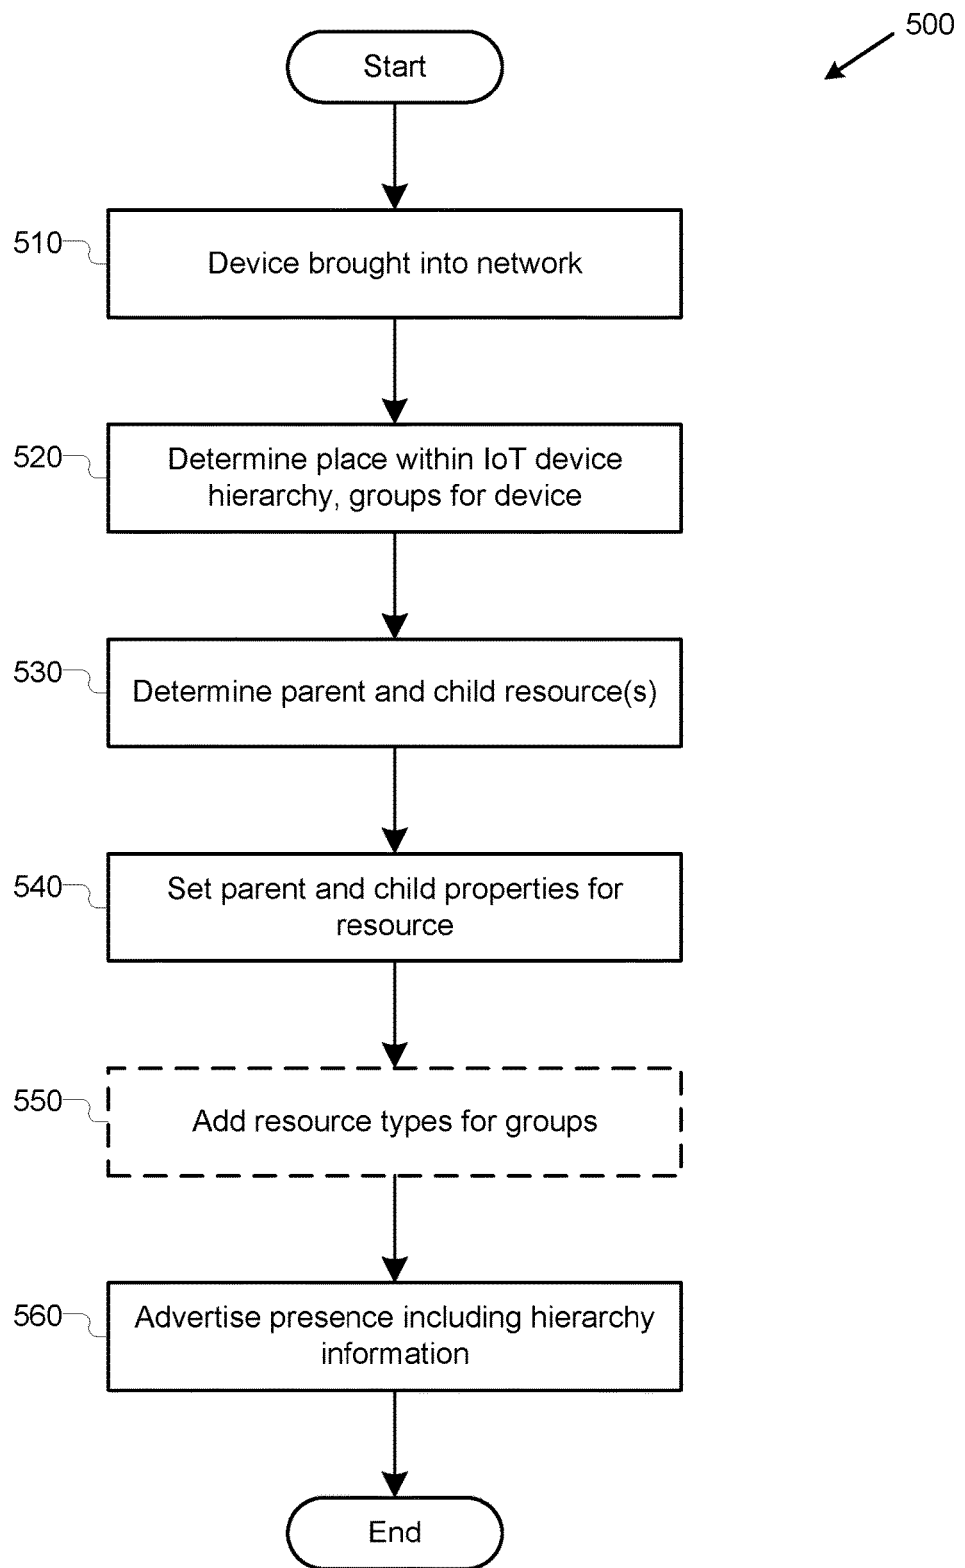 500
Start
510
Device brought into network
520
Determine place within IoT device
hierarchy, groups for device
530
Determine parent and child resource(s)
540
Set parent and child properties for
resource
550
Add resource types for groups
560
Advertise presence including hierarchy
information
End